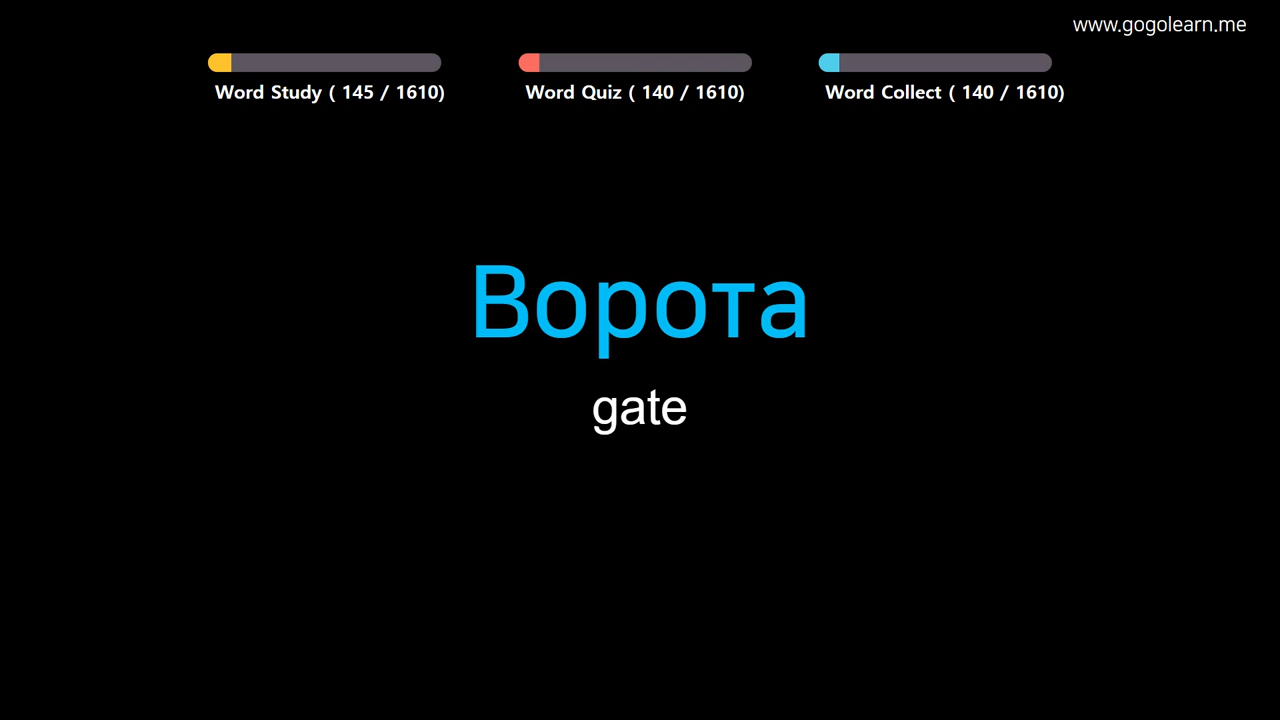 www.gogolearn.me
Word Study ( 145 / 1610)
Word Quiz ( 140 / 1610)
Word Collect ( 140 / 1610)
Ворота
gate